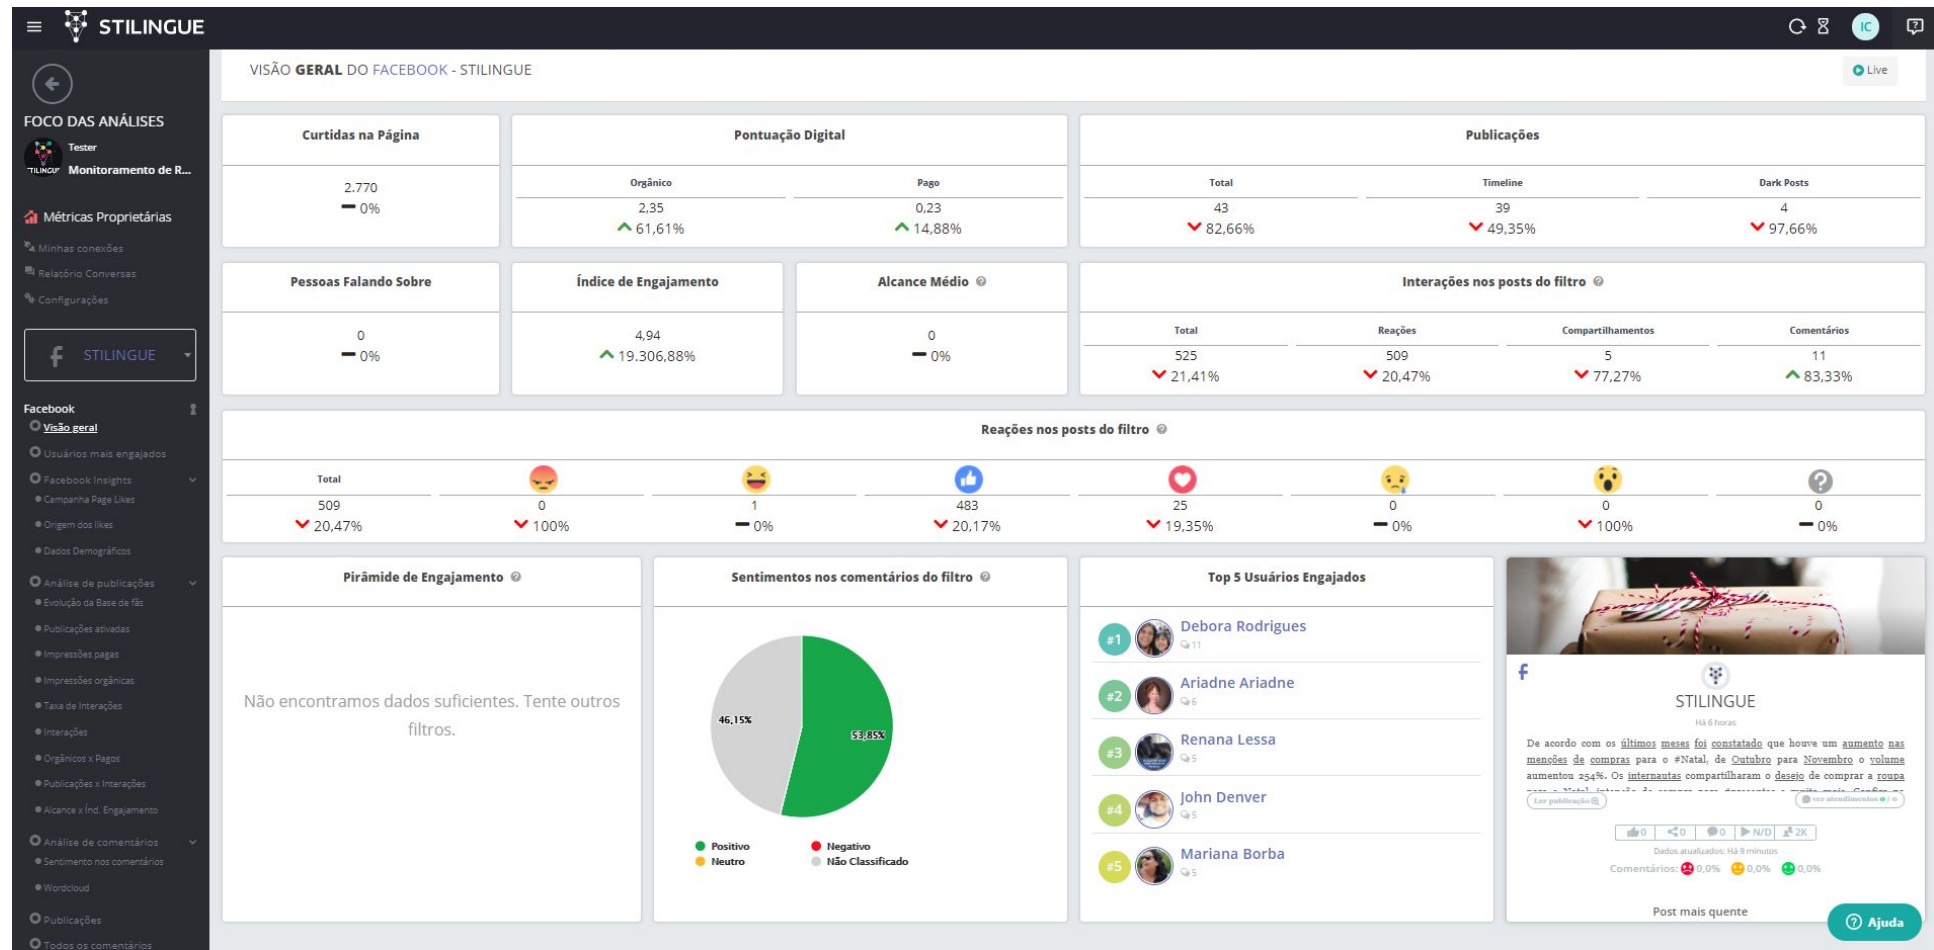 STILINGUE
IC
FOCO DAS ANÁLISES
Tester
Monitoramento de R...
Métricas Proprietárias
Minhas conexões
Relatório Conversas
Configurações
STILINGUE
Facebook
Visão geral
Usuários mais engajados
Facebook Insights
Campanha Page Likes
Origem dos likes
Dados Demográficos
Análise de publicações
Evolução da Base de fãs
Publicações ativadas
Impressões pagas
Impressões orgânicas
Taxa de Interações
Interações
Orgânicos x Pagos
Publicações x Interações
Alcance x Índ. Engajamento
Análise de comentários
Sentimento nos comentários
Wordcloud
Publicações
Todos os comentários
VISÃO GERAL DO FACEBOOK - STILINGUE
Live
Curtidas na Página
2.770
0%
Pontuação Digital
Orgânico Pago
2,35 0,23
61,61% 14,88%
Publicações
Total Timeline Dark Posts
43 39 4
82,66% 49,35% 97,66%
Pessoas Falando Sobre
0
0%
Índice de Engajamento
4,94
19.306,88%
Alcance Médio
0
0%
Interações nos posts do filtro
Total Reações Compartilhamentos Comentários
525 509 5 11
21,41% 20,47% 77,27% 83,33%
Reações nos posts do filtro
Total
509 0 1 483 25 0 0 0
20,47% 100% 0% 20,17% 19,35% 0% 100% 0%
Pirâmide de Engajamento
Não encontramos dados suficientes. Tente outros
filtros.
Sentimentos nos comentários do filtro
46,15%
53,85%
Positivo Negativo
Neutro Não Classificado
Top 5 Usuários Engajados
#1 Debora Rodrigues
11
#2 Ariadne Ariadne
6
#3 Renana Lessa
5
#4 John Denver
5
#5 Mariana Borba
5
STILINGUE
Há 6 horas
De acordo com os últimos meses foi constatado que houve um aumento nas
menções de compras para o #Natal, de Outubro para Novembro o volume
aumentou 254%. Os internautas compartilharam o desejo de comprar a roupa
Ler publicação
ver atendimentos 0 / 0
0 0 0 N/D 2K
Dados atualizados: Há 9 minutos
Comentários: 0,0% 0,0% 0,0%
Post mais quente
Ajuda